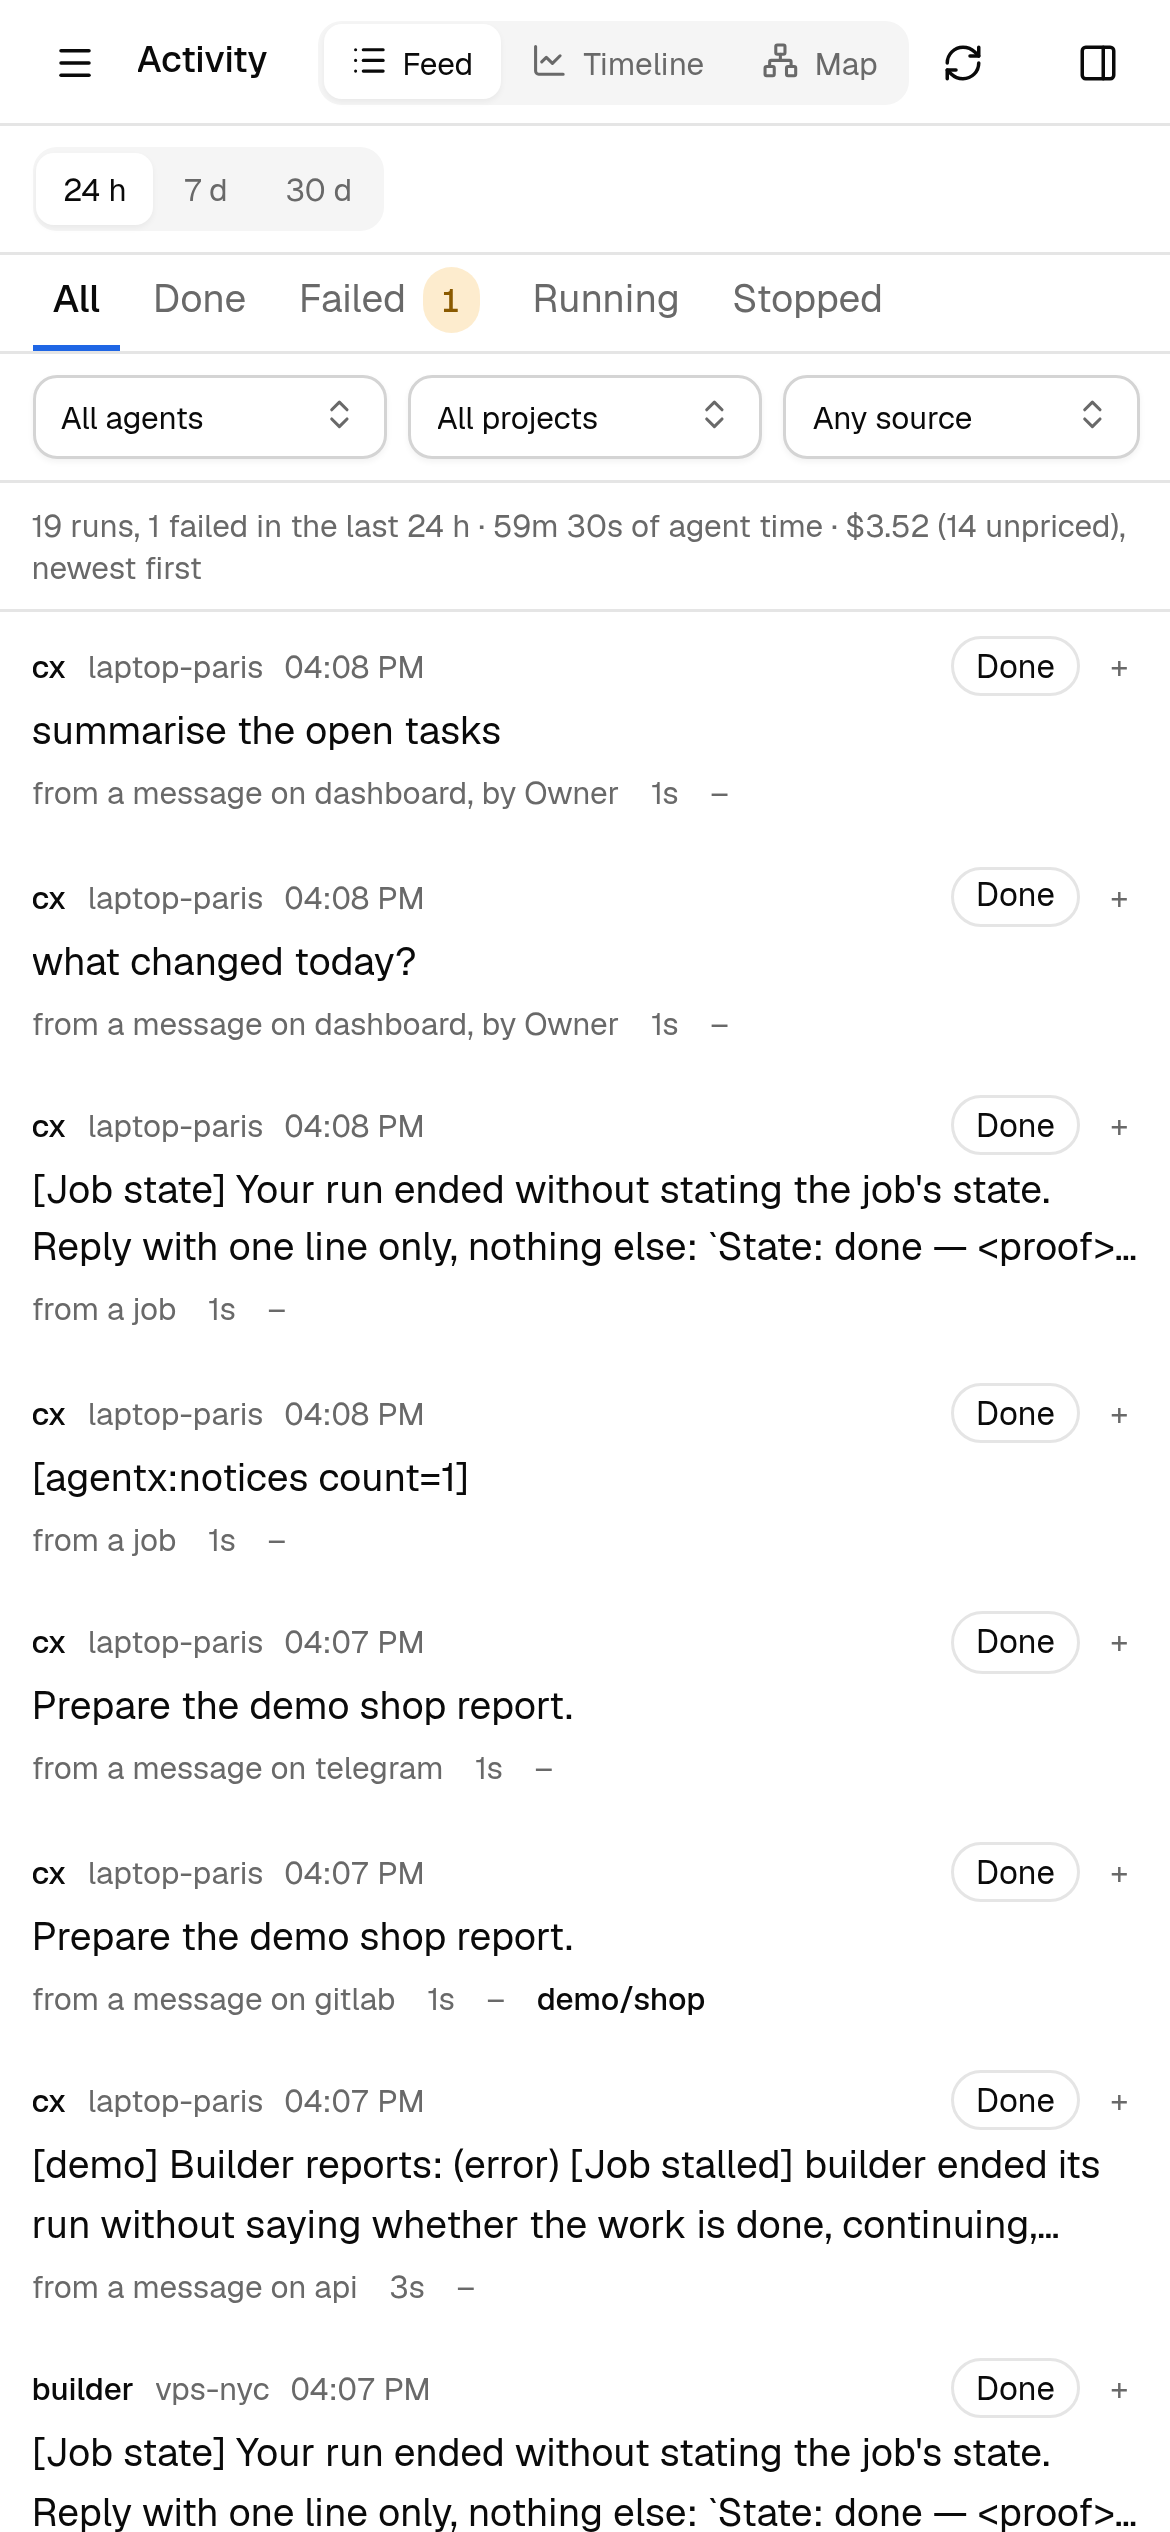 Activity
Feed
Timeline
Map
24 h
7 d
30 d
All
Done
Failed 1
Running
Stopped
All agents
All projects
Any source
19 runs, 1 failed in the last 24 h · 59m 30s of agent time · $3.52 (14 unpriced),
newest first
cx laptop-paris 04:08 PM Done +
summarise the open tasks
from a message on dashboard, by Owner 1s –
cx laptop-paris 04:08 PM Done +
what changed today?
from a message on dashboard, by Owner 1s –
cx laptop-paris 04:08 PM Done +
[Job state] Your run ended without stating the job's state.
Reply with one line only, nothing else: `State: done — <proof>...
from a job 1s –
cx laptop-paris 04:08 PM Done +
[agentx:notices count=1]
from a job 1s –
cx laptop-paris 04:07 PM Done +
Prepare the demo shop report.
from a message on telegram 1s –
cx laptop-paris 04:07 PM Done +
Prepare the demo shop report.
from a message on gitlab 1s – demo/shop
cx laptop-paris 04:07 PM Done +
[demo] Builder reports: (error) [Job stalled] builder ended its
run without saying whether the work is done, continuing,...
from a message on api 3s –
builder vps-nyc 04:07 PM Done +
[Job state] Your run ended without stating the job's state.
Reply with one line only, nothing else: `State: done — <proof>...